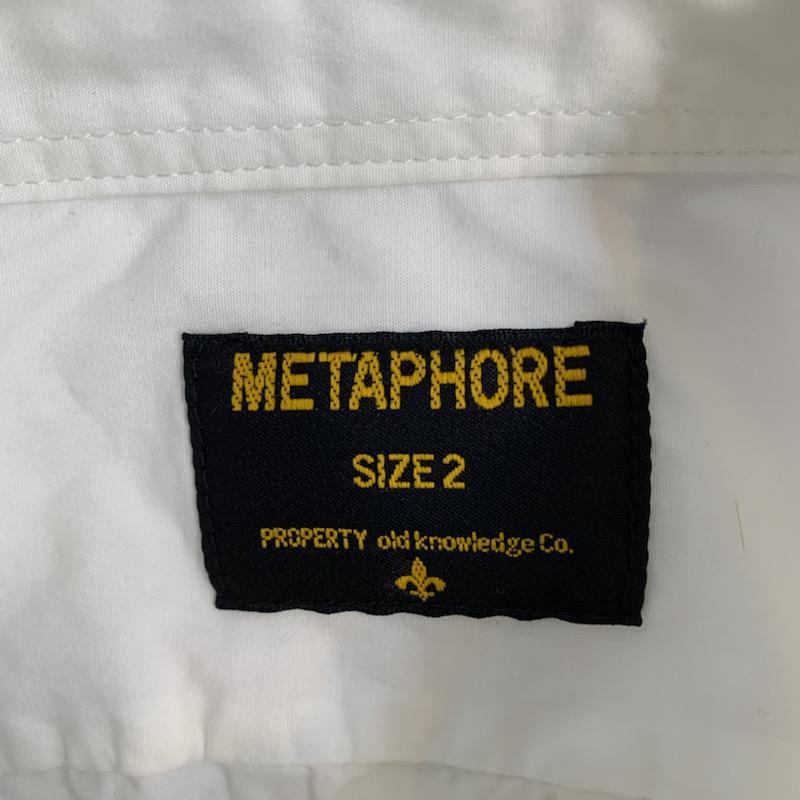 METAPHORE
SIZE 2
PROPERTY old knowledge Co.